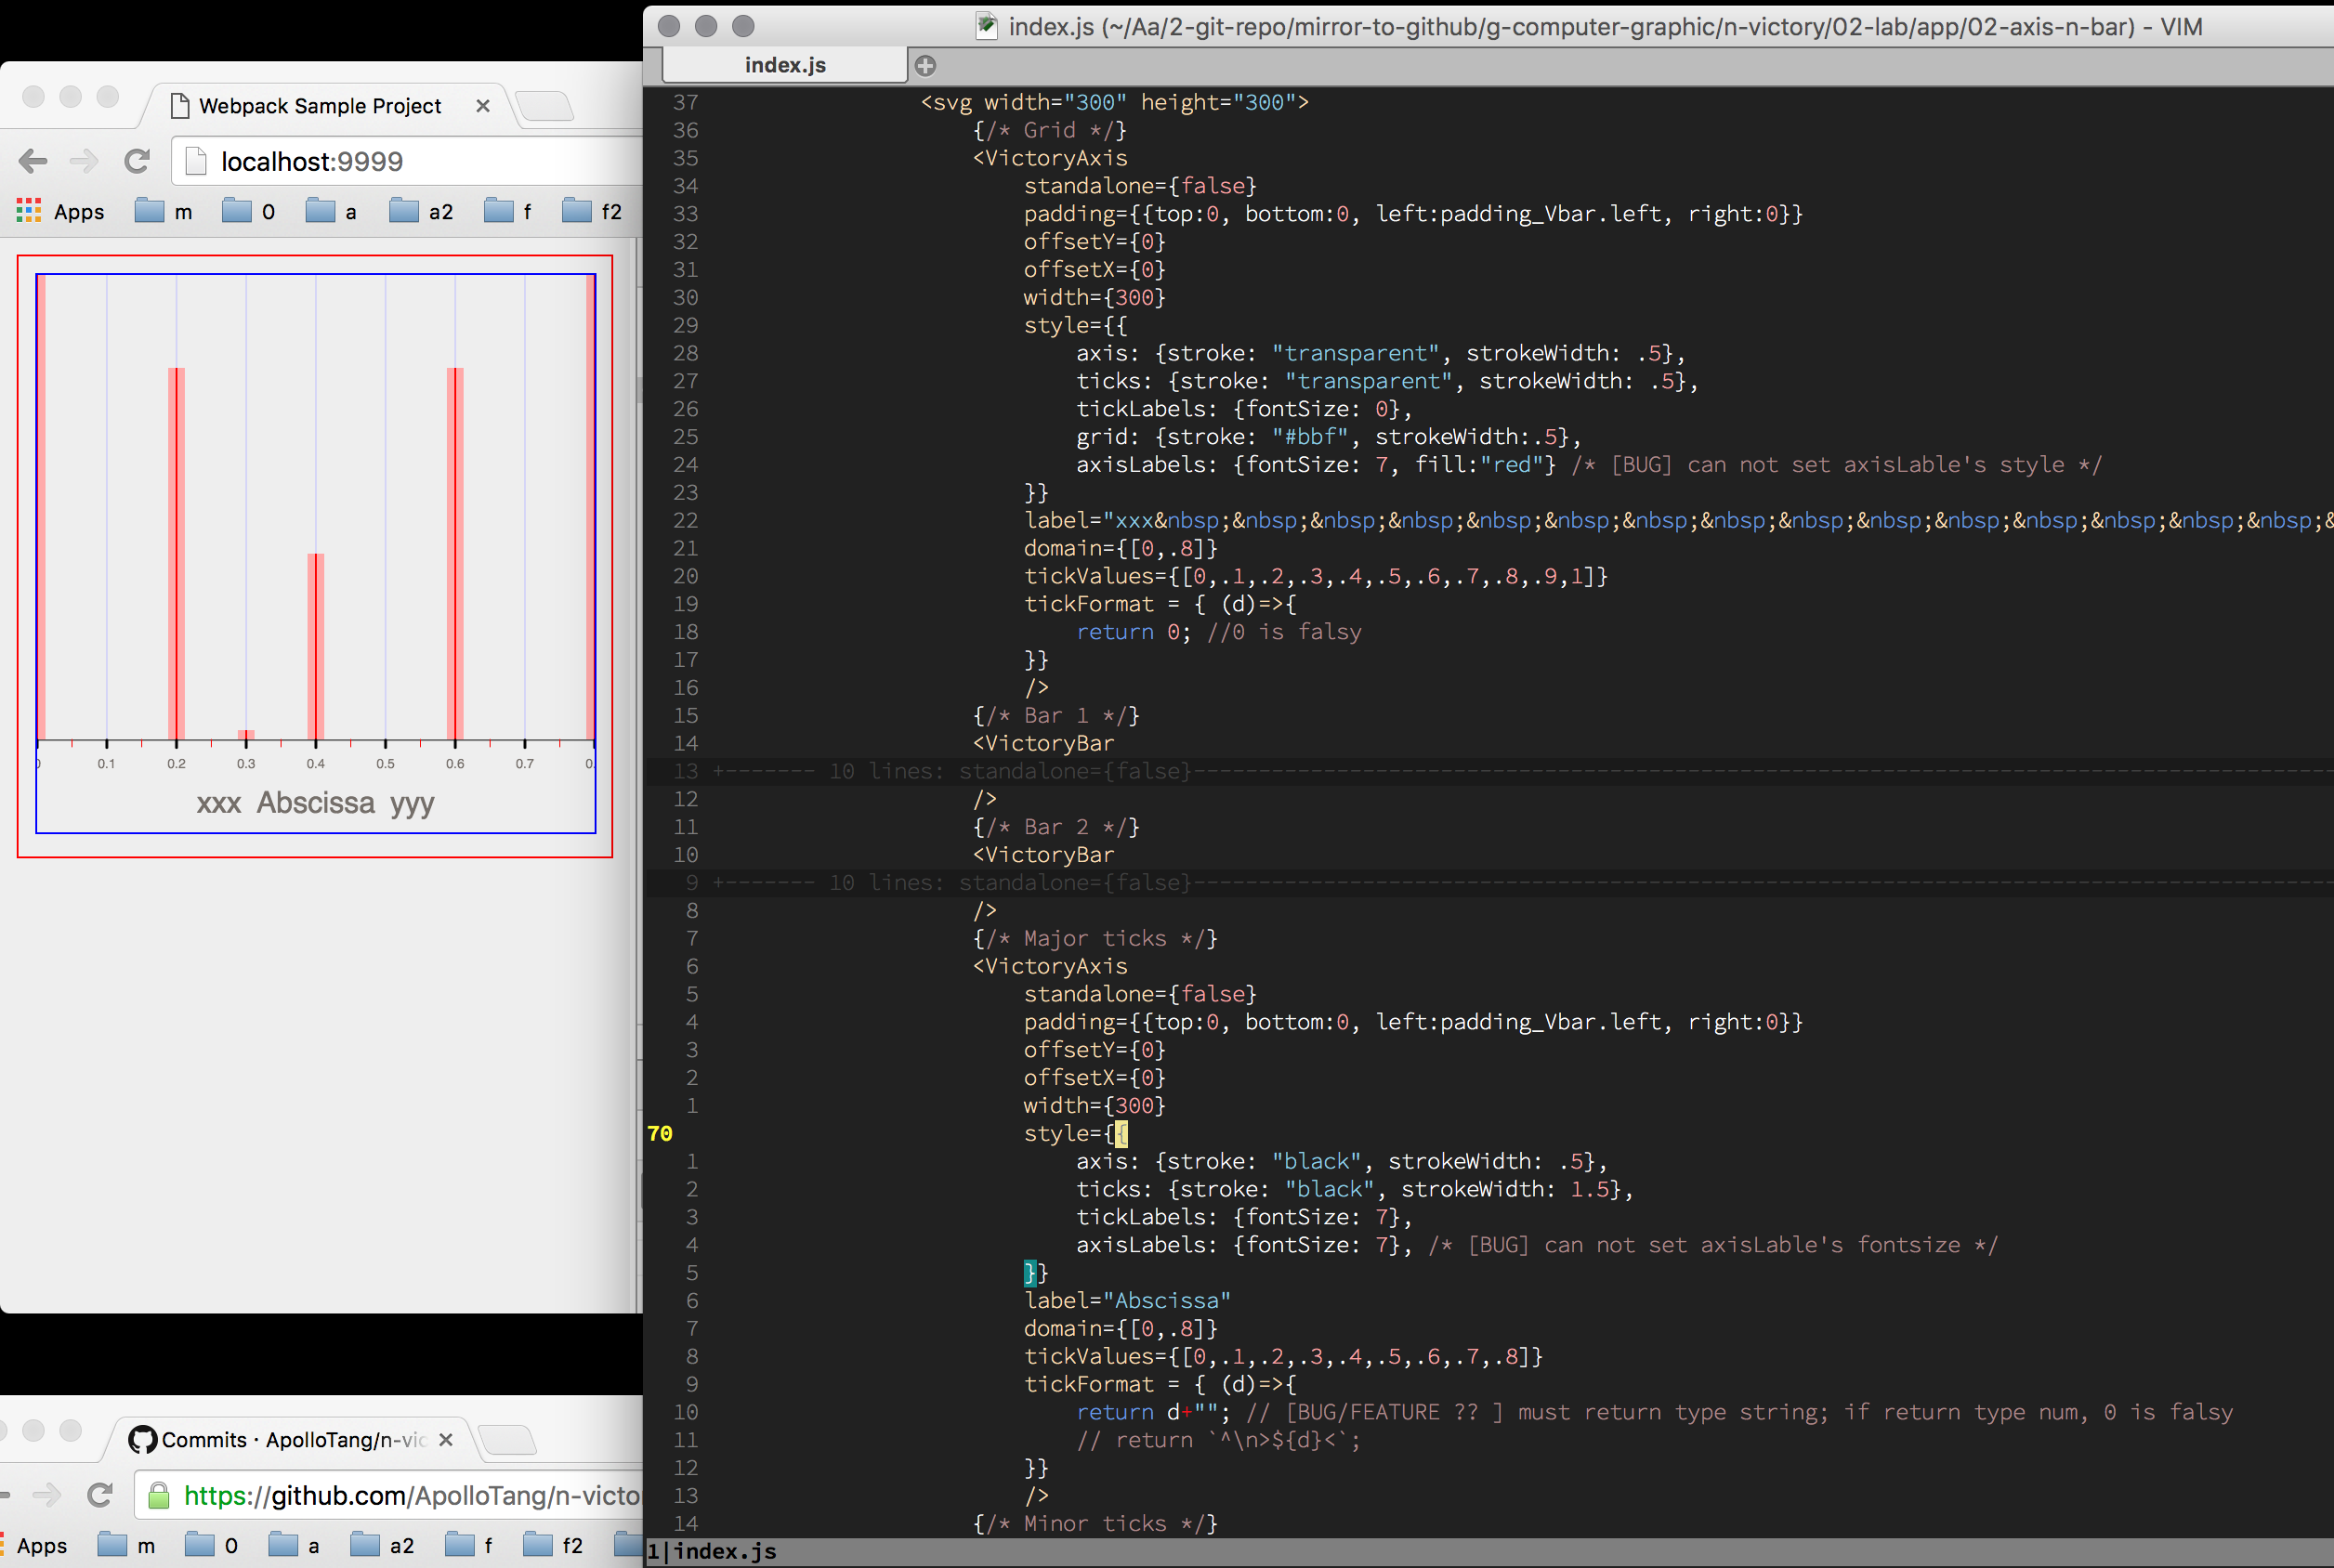 Webpack Sample Project
localhost:9999
Apps m 0 a a2 f f2
0.1 0.2 0.3 0.4 0.5 0.6 0.7 0.
xxx Abscissa yyy
Commits · ApolloTang/n-vic
https://github.com/ApolloTang/n-victo
Apps m 0 a a2 f f2
index.js (~/Aa/2-git-repo/mirror-to-github/g-computer-graphic/n-victory/02-lab/app/02-axis-n-bar) - VIM
index.js
37 <svg width="300" height="300">
36 {/* Grid */}
35 <VictoryAxis
34 standalone={false}
33 padding={{top:0, bottom:0, left:padding_Vbar.left, right:0}}
32 offsetY={0}
31 offsetX={0}
30 width={300}
29 style={{
28 axis: {stroke: "transparent", strokeWidth: .5},
27 ticks: {stroke: "transparent", strokeWidth: .5},
26 tickLabels: {fontSize: 0},
25 grid: {stroke: "#bbf", strokeWidth:.5},
24 axisLabels: {fontSize: 7, fill:"red"} /* [BUG] can not set axisLable's style */
23 }}
22 label="xxx&nbsp;&nbsp;&nbsp;&nbsp;&nbsp;&nbsp;&nbsp;&nbsp;&nbsp;&nbsp;&nbsp;&nbsp;&nbsp;&nbsp;&nbsp;&
21 domain={[0,.8]}
20 tickValues={[0,.1,.2,.3,.4,.5,.6,.7,.8,.9,1]}
19 tickFormat = { (d)=>{
18 return 0; //0 is falsy
17 }}
16 />
15 {/* Bar 1 */}
14 <VictoryBar
13 +------- 10 lines: standalone={false}----------------------------------------------------------------------------------------
12 />
11 {/* Bar 2 */}
10 <VictoryBar
9 +------- 10 lines: standalone={false}----------------------------------------------------------------------------------------
8 />
7 {/* Major ticks */}
6 <VictoryAxis
5 standalone={false}
4 padding={{top:0, bottom:0, left:padding_Vbar.left, right:0}}
3 offsetY={0}
2 offsetX={0}
1 width={300}
70 style={{
1 axis: {stroke: "black", strokeWidth: .5},
2 ticks: {stroke: "black", strokeWidth: 1.5},
3 tickLabels: {fontSize: 7},
4 axisLabels: {fontSize: 7}, /* [BUG] can not set axisLable's fontsize */
5 }}
6 label="Abscissa"
7 domain={[0,.8]}
8 tickValues={[0,.1,.2,.3,.4,.5,.6,.7,.8]}
9 tickFormat = { (d)=>{
10 return d+""; // [BUG/FEATURE ?? ] must return type string; if return type num, 0 is falsy
11 // return `^\n>${d}<`;
12 }}
13 />
14 {/* Minor ticks */}
1|index.js